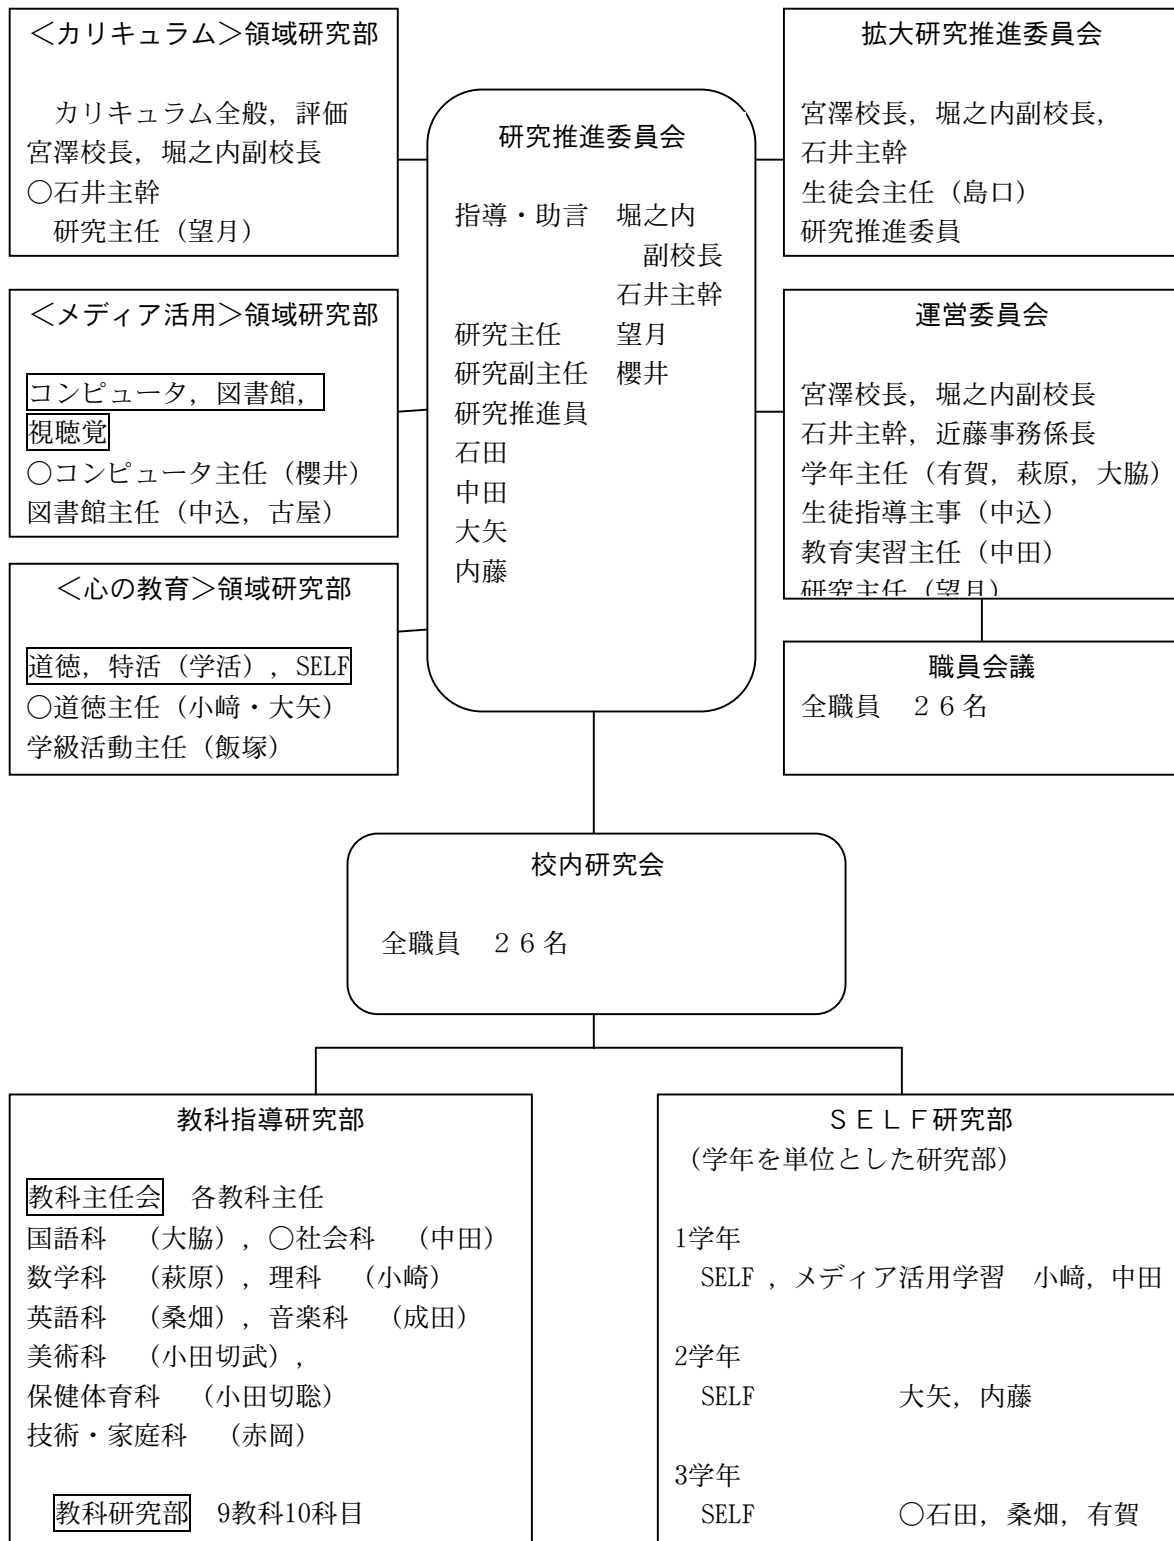 ＜カリキュラム＞領域研究部
カリキュラム全般，評価
宮澤校長，堀之内副校長
○石井主幹
研究主任（望月）
＜メディア活用＞領域研究部
コンピュータ，図書館，
視聴覚
○コンピュータ主任（櫻井）
図書館主任（中込，古屋）
＜心の教育＞領域研究部
道徳，特活（学活），SELF
○道徳主任（小﨑・大矢）
学級活動主任（飯塚）
研究推進委員会
指導・助言　堀之内
副校長
石井主幹
研究主任　　望月
研究副主任　櫻井
研究推進員
石田
中田
大矢
内藤
拡大研究推進委員会
宮澤校長，堀之内副校長，
石井主幹
生徒会主任（島口）
研究推進委員
運営委員会
宮澤校長，堀之内副校長
石井主幹，近藤事務係長
学年主任（有賀，萩原，大脇）
生徒指導主事（中込）
教育実習主任（中田）
研究主任（望月）
職員会議
全職員　２６名
校内研究会
全職員　２６名
教科指導研究部
教科主任会　各教科主任
国語科　（大脇），○社会科　（中田）
数学科　（萩原），理科　（小崎）
英語科　（桑畑），音楽科　（成田）
美術科　（小田切武），
保健体育科　（小田切聡）
技術・家庭科　（赤岡）
教科研究部　9教科10科目
ＳＥＬＦ研究部
（学年を単位とした研究部）
1学年
SELF，メディア活用学習　小﨑，中田
2学年
SELF　　　大矢，内藤
3学年
SELF　　　○石田，桑畑，有賀